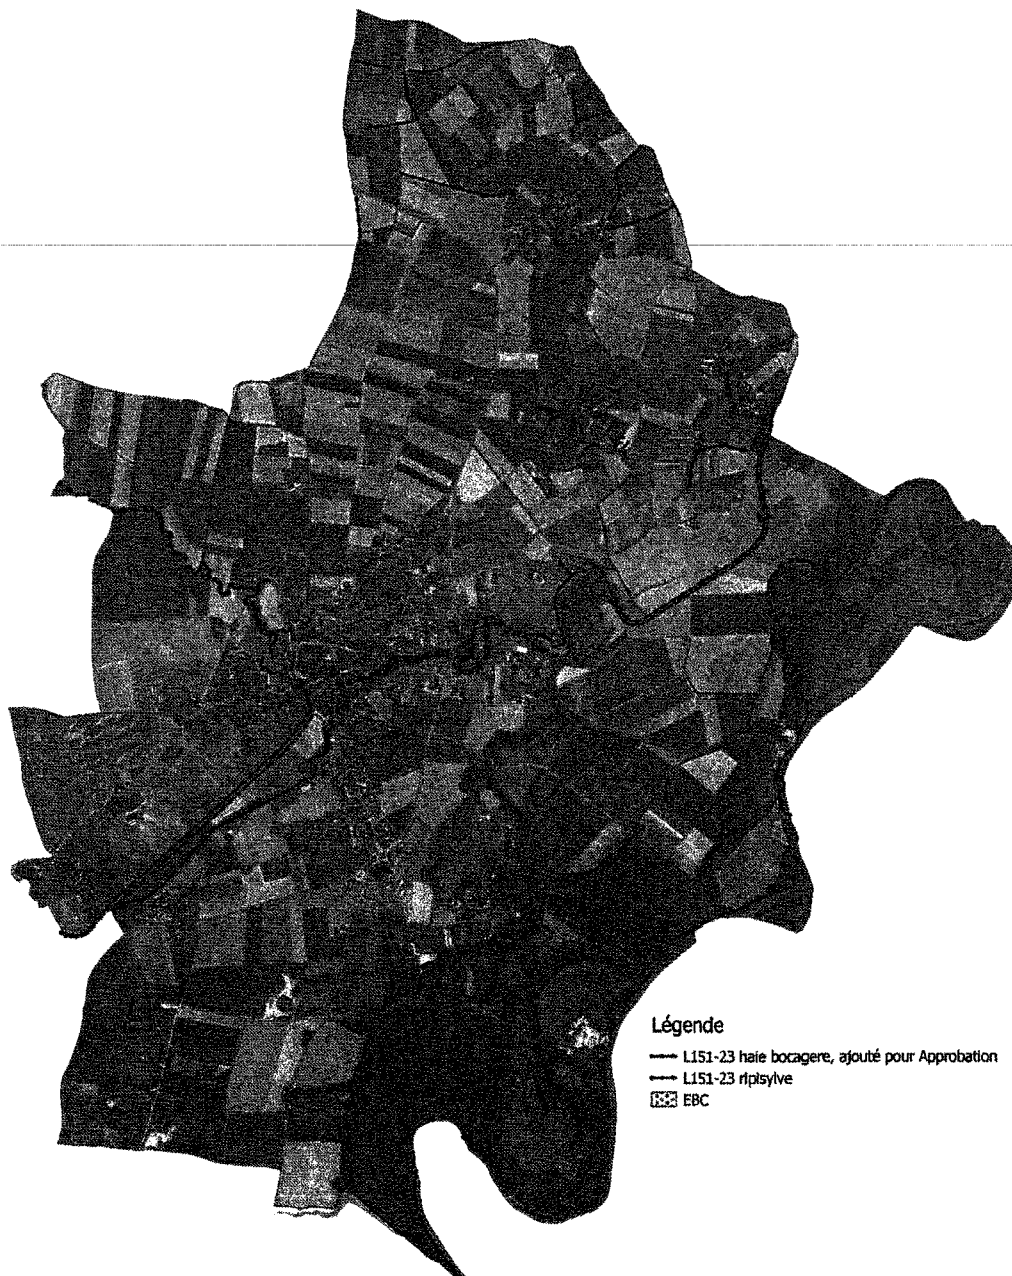 Légende
L151-23 haie bocagere, ajouté pour Approbation
L151-23 ripisylve
EBC